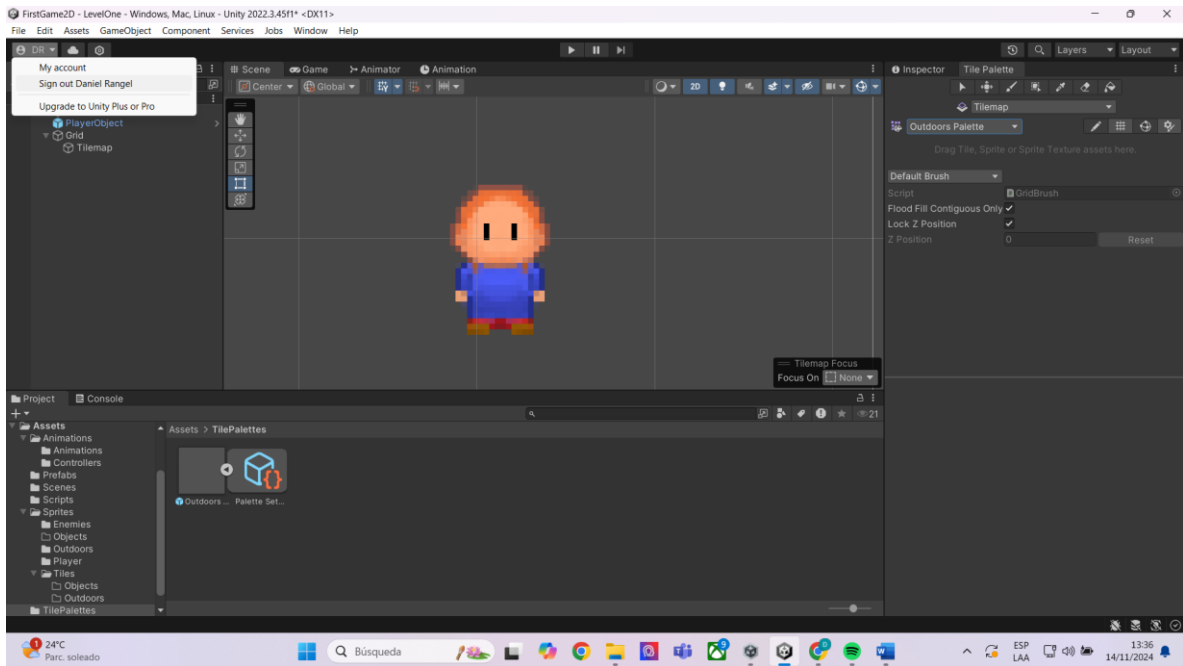 FirstGame2D - LevelOne - Windows, Mac, Linux - Unity 2022.3.45f1* <DX11>
File Edit Assets GameObject Component Services Jobs Window Help
DR
Layers Layout
My account
Sign out Daniel Rangel
Upgrade to Unity Plus or Pro
PlayerObject
Grid
Tilemap
Scene Game Animator Animation
Center Global 2D
Tilemap Focus
Focus On None
Inspector Tile Palette
Tilemap
Outdoors Palette
Drag Tile, Sprite or Sprite Texture assets here.
Default Brush
Script GridBrush
Flood Fill Contiguous Only
Lock Z Position
Z Position 0 Reset
Project Console
21
Assets
Animations
Animations
Controllers
Prefabs
Scenes
Scripts
Sprites
Enemies
Objects
Outdoors
Player
Tiles
Objects
Outdoors
TilePalettes
Assets > TilePalettes
Outdoors ... Palette Set...
1
24°C
Parc. soleado
Búsqueda
9
ESP
LAA
13:36
14/11/2024